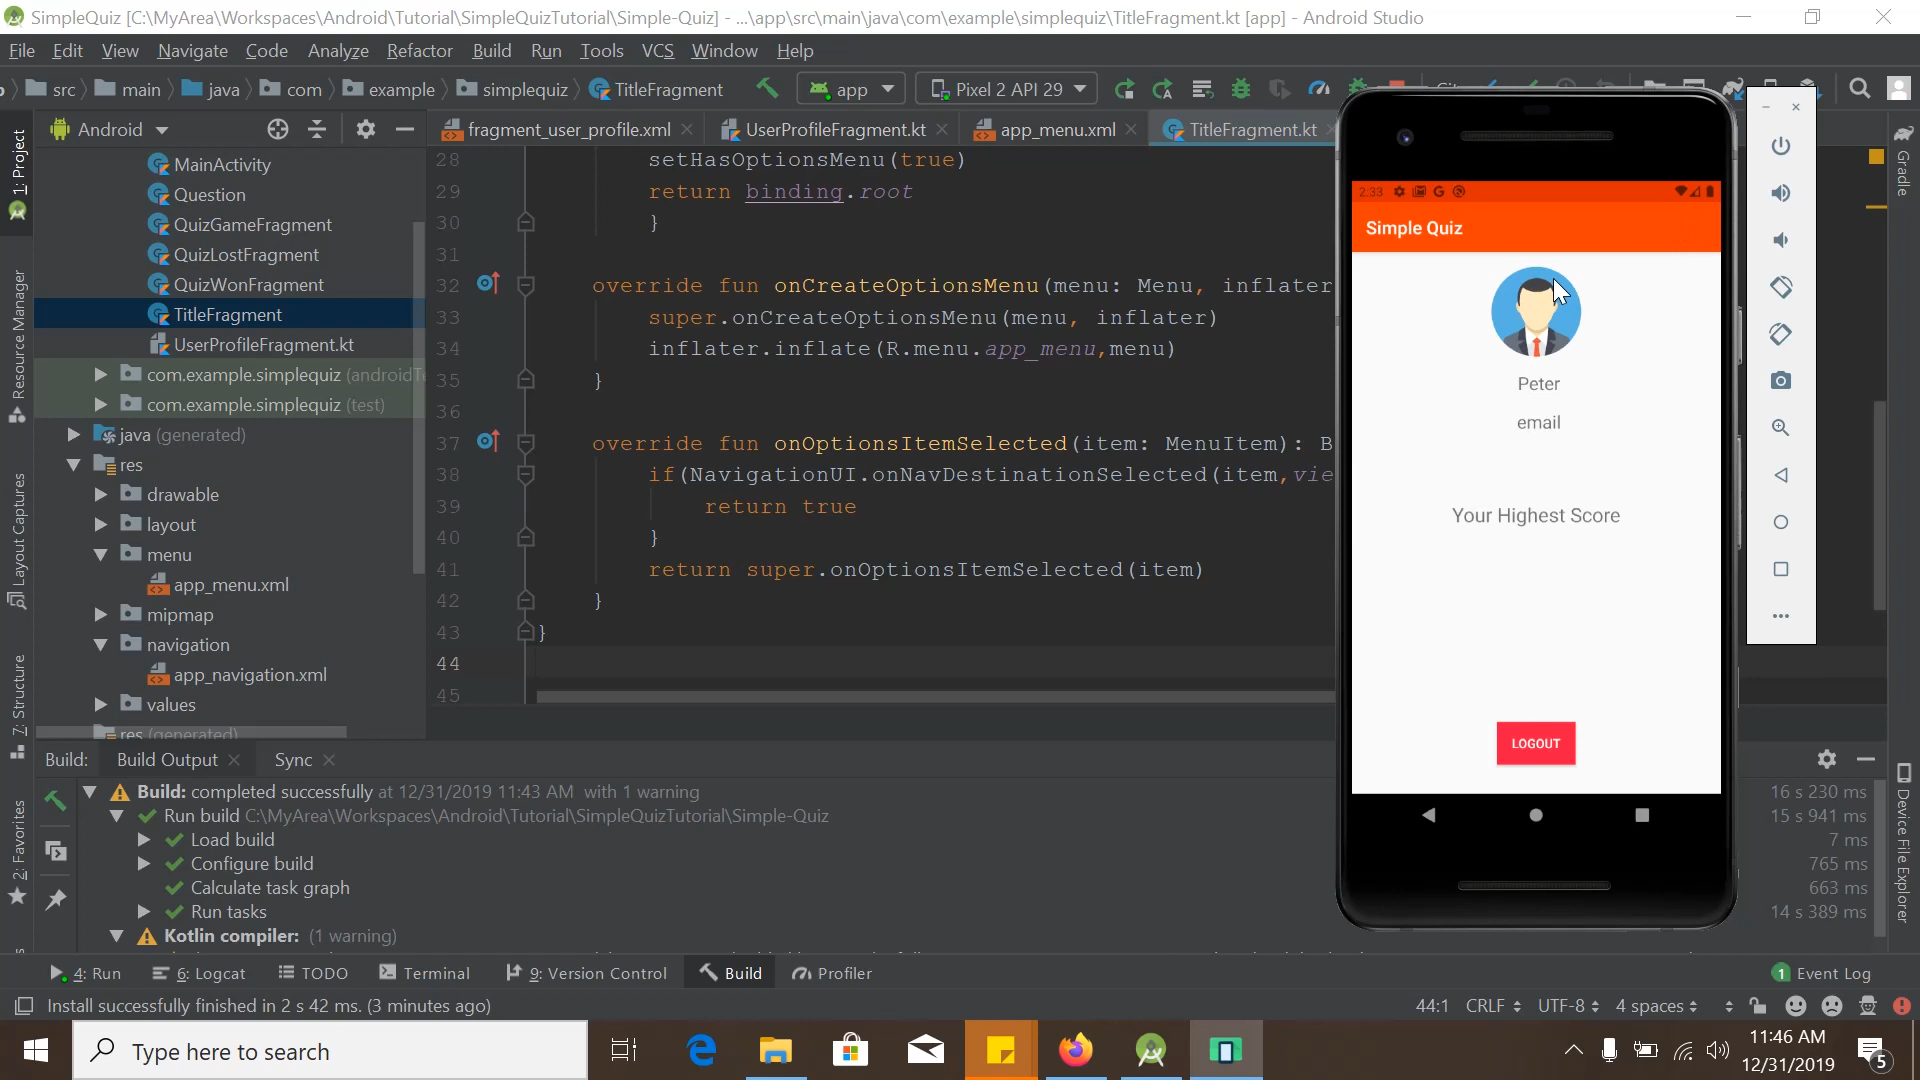 SimpleQuiz [C:\MyArea\Workspaces\Android\Tutorial\SimpleQuizTutorial\Simple-Quiz] - ...\app\src\main\java\com\example\simplequiz\TitleFragment.kt [app] - Android Studio
File Edit View Navigate Code Analyze Refactor Build Run Tools VCS Window Help
src main java com example simplequiz TitleFragment app Pixel 2 API 29
1: Project
Resource Manager
Layout Captures
7: Structure
2: Favorites
Android
MainActivity
Question
QuizGameFragment
QuizLostFragment
QuizWonFragment
TitleFragment
UserProfileFragment.kt
com.example.simplequiz (androidT
com.example.simplequiz (test)
java (generated)
res
drawable
layout
menu
app_menu.xml
mipmap
navigation
app_navigation.xml
values
res (generated)
fragment_user_profile.xml UserProfileFragment.kt app_menu.xml TitleFragment.kt
28 setHasOptionsMenu(true)
29 return binding.root
30 }
31
32 override fun onCreateOptionsMenu(menu: Menu, inflater
33 super.onCreateOptionsMenu(menu, inflater)
34 inflater.inflate(R.menu.app_menu,menu)
35 }
36
37 override fun onOptionsItemSelected(item: MenuItem): B
38 if(NavigationUI.onNavDestinationSelected(item,vie
39 return true
40 }
41 return super.onOptionsItemSelected(item)
42 }
43 }
44
45
2:33
Simple Quiz
Peter
email
Your Highest Score
LOGOUT
Gradle
Device File Explorer
Build: Build Output Sync
Build: completed successfully at 12/31/2019 11:43 AM with 1 warning 16 s 230 ms
Run build C:\MyArea\Workspaces\Android\Tutorial\SimpleQuizTutorial\Simple-Quiz 15 s 941 ms
Load build 7 ms
Configure build 765 ms
Calculate task graph 663 ms
Run tasks 14 s 389 ms
Kotlin compiler: (1 warning)
4: Run 6: Logcat TODO Terminal 9: Version Control Build Profiler 1 Event Log
Install successfully finished in 2 s 42 ms. (3 minutes ago) 44:1 CRLF UTF-8 4 spaces
Type here to search
11:46 AM
12/31/2019
5